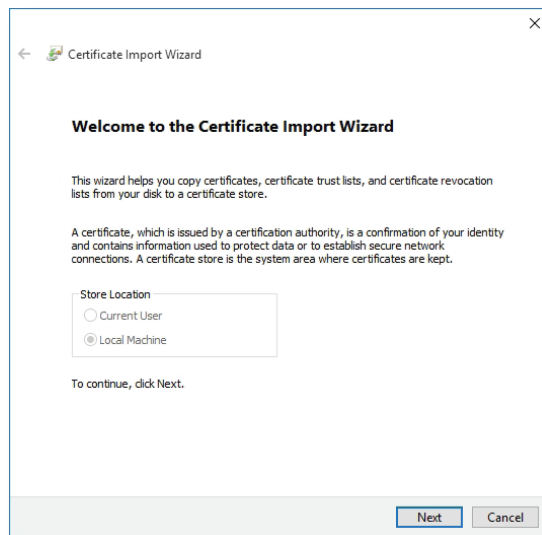 Certificate Import Wizard
Welcome to the Certificate Import Wizard
This wizard helps you copy certificates, certificate trust lists, and certificate revocation
lists from your disk to a certificate store.
A certificate, which is issued by a certification authority, is a confirmation of your identity
and contains information used to protect data or to establish secure network
connections. A certificate store is the system area where certificates are kept.
Store Location
Current User
Local Machine
To continue, click Next.
Next Cancel